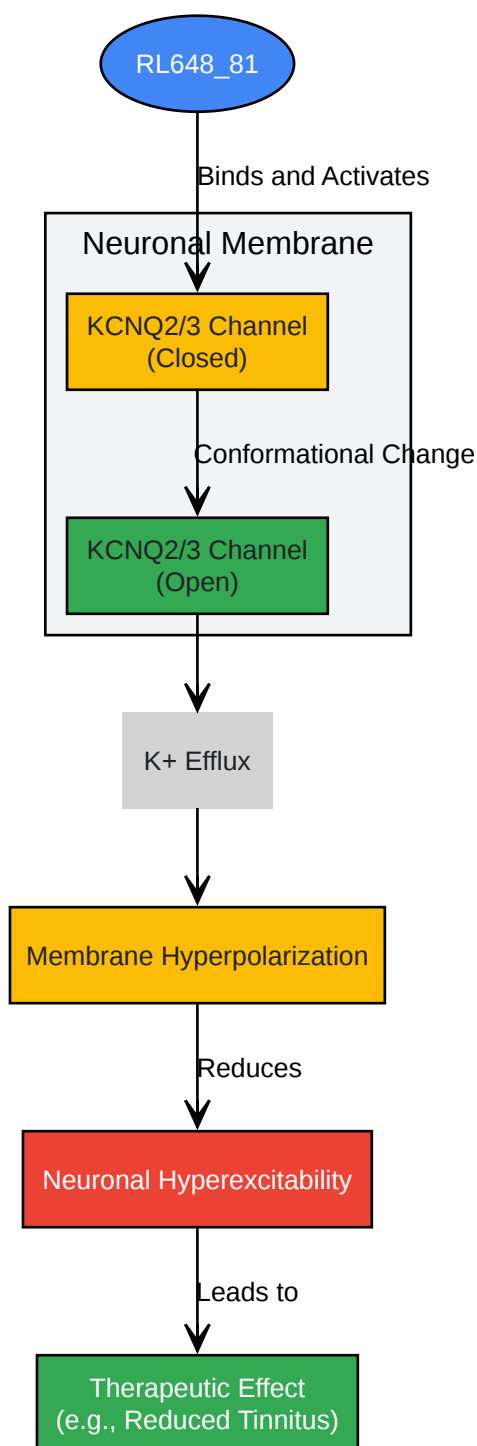 RL648_81
Binds and Activates
Neuronal Membrane
KCNQ2/3 Channel
(Closed)
Conformational Change
KCNQ2/3 Channel
(Open)
K+ Efflux
Membrane Hyperpolarization
Reduces
Neuronal Hyperexcitability
Leads to
Therapeutic Effect
(e.g., Reduced Tinnitus)